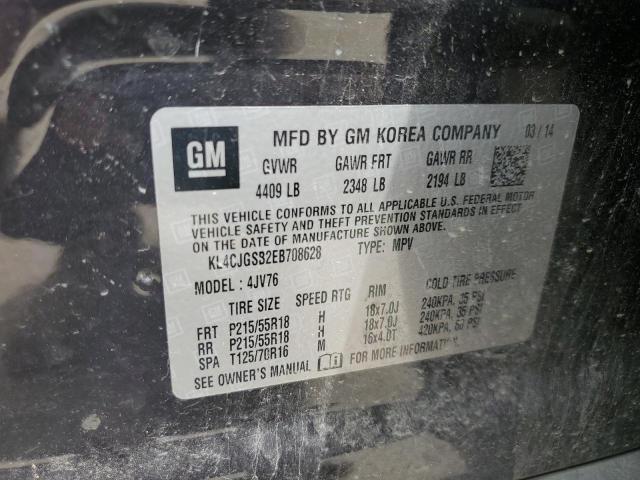 GM
MFD BY GM KOREA COMPANY 03 / 14
GVWR GAWR FRT GAWR RR
4409 LB 2348 LB 2194 LB
THIS VEHICLE CONFORMS TO ALL APPLICABLE U.S. FEDERAL MOTOR
VEHICLE SAFETY AND THEFT PREVENTION STANDARDS IN EFFECT
ON THE DATE OF MANUFACTURE SHOWN ABOVE.
KL4CJGSB2EB708628 TYPE: MPV
MODEL : 4JV76
TIRE SIZE SPEED RTG RIM COLD TIRE PRESSURE
FRT P215/55R18 H 18x7.0J 240KPA, 35 PSI
RR P215/55R18 H 18x7.0J 240KPA, 35 PSI
SPA T125/70R16 M 16x4.0T 420KPA, 60 PSI
SEE OWNER'S MANUAL FOR MORE INFORMATION.